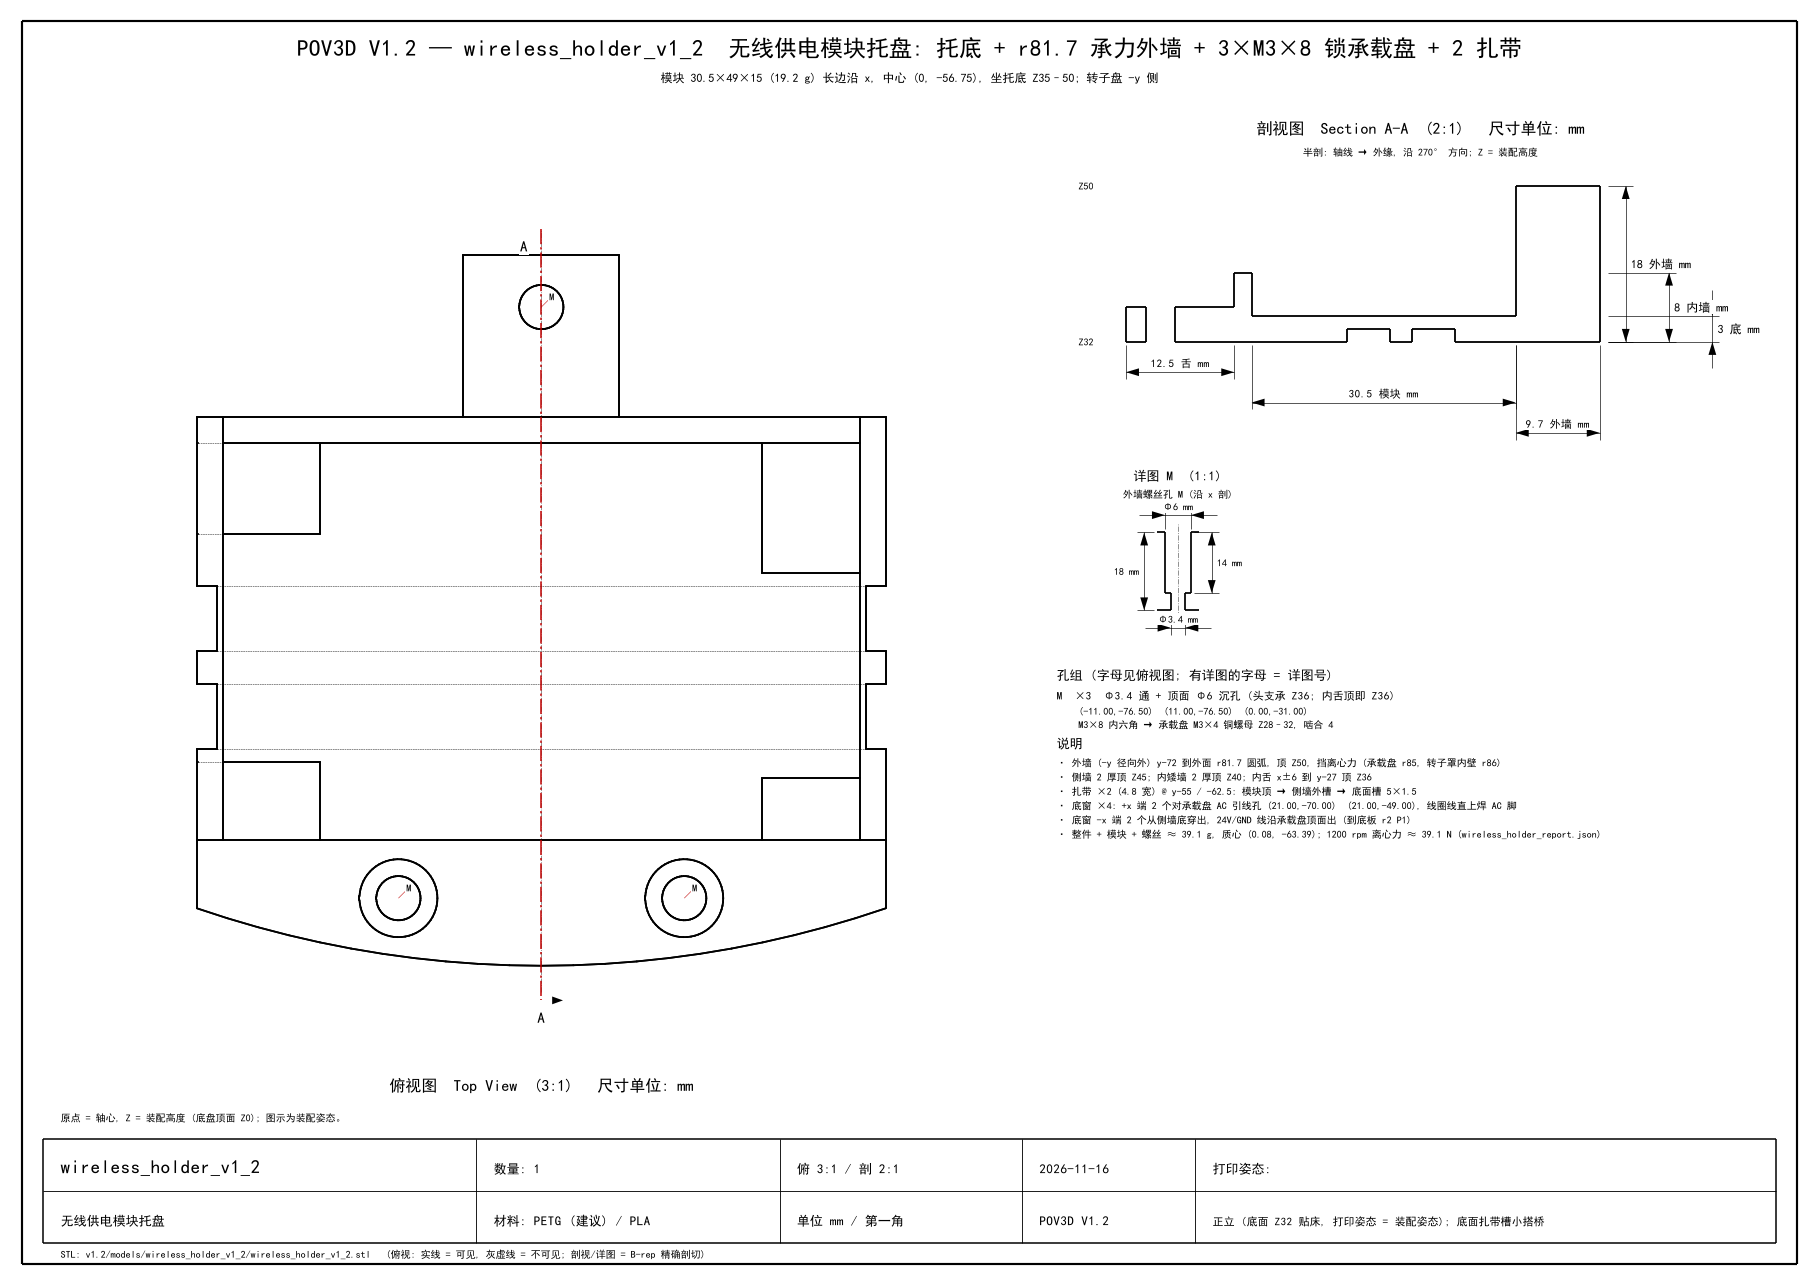 POV3D V1.2 — wireless_holder_v1_2 无线供电模块托盘: 托底 + r81.7 承力外墙 + 3×M3×8 锁承载盘 + 2 扎带
模块 30.5×49×15 (19.2 g) 长边沿 x, 中心 (0, -56.75), 坐托底 Z35–50; 转子盘 -y 侧
剖视图 Section A-A (2:1) 尺寸单位: mm
半剖: 轴线 → 外缘, 沿 270° 方向; Z = 装配高度
Z50
18 外墙 mm
8 内墙 mm
3 底 mm
Z32
12.5 舌 mm
30.5 模块 mm
9.7 外墙 mm
A
M
M
M
A
详图 M (1:1)
外墙螺丝孔 M (沿 x 剖)
Φ6 mm
18 mm
14 mm
Φ3.4 mm
孔组 (字母见俯视图; 有详图的字母 = 详图号)
M ×3 Φ3.4 通 + 顶面 Φ6 沉孔 (头支承 Z36; 内舌顶即 Z36)
(-11.00,-76.50) (11.00,-76.50) (0.00,-31.00)
M3×8 内六角 → 承载盘 M3×4 铜螺母 Z28–32, 啮合 4
说明
· 外墙 (-y 径向外) y-72 到外面 r81.7 圆弧, 顶 Z50, 挡离心力 (承载盘 r85, 转子罩内壁 r86)
· 侧墙 2 厚顶 Z45; 内矮墙 2 厚顶 Z40; 内舌 x±6 到 y-27 顶 Z36
· 扎带 ×2 (4.8 宽) @ y-55 / -62.5: 模块顶 → 侧墙外槽 → 底面槽 5×1.5
· 底窗 ×4: +x 端 2 个对承载盘 AC 引线孔 (21.00,-70.00) (21.00,-49.00), 线圈线直上焊 AC 脚
· 底窗 -x 端 2 个从侧墙底穿出, 24V/GND 线沿承载盘顶面出 (到底板 r2 P1)
· 整件 + 模块 + 螺丝 ≈ 39.1 g, 质心 (0.08, -63.39); 1200 rpm 离心力 ≈ 39.1 N (wireless_holder_report.json)
俯视图 Top View (3:1) 尺寸单位: mm
原点 = 轴心, Z = 装配高度 (底盘顶面 Z0); 图示为装配姿态。
wireless_holder_v1_2
数量: 1
俯 3:1 / 剖 2:1
2026-11-16
打印姿态:
无线供电模块托盘
材料: PETG (建议) / PLA
单位 mm / 第一角
POV3D V1.2
正立 (底面 Z32 贴床, 打印姿态 = 装配姿态); 底面扎带槽小搭桥
STL: v1.2/models/wireless_holder_v1_2/wireless_holder_v1_2.stl (俯视: 实线 = 可见, 灰虚线 = 不可见; 剖视/详图 = B-rep 精确剖切)